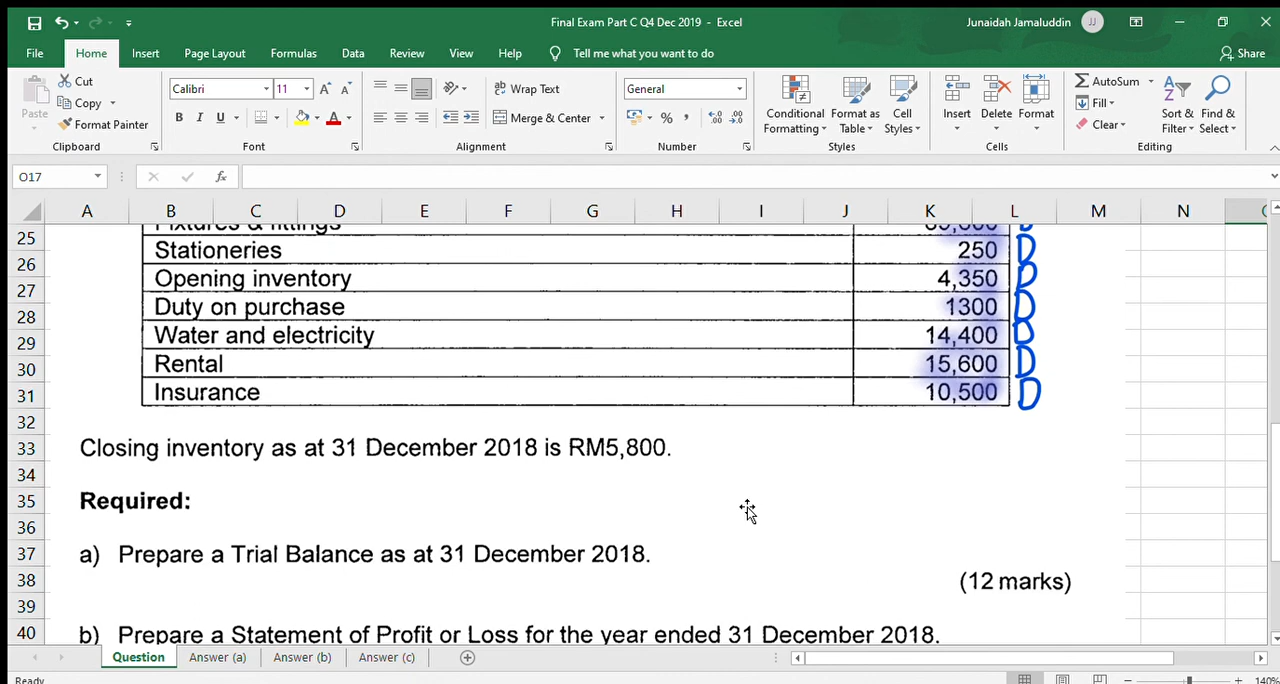 Final Exam Part C Q4 Dec 2019 - Excel
Junaidah Jamaluddin JJ
File Home Insert Page Layout Formulas Data Review View Help Tell me what you want to do Share
Cut
Copy
Format Painter
Paste
Clipboard
Calibri 11
B I U
Font
Wrap Text
Merge & Center
Alignment
General
Number
Conditional Formatting
Format as Table
Cell Styles
Styles
Insert Delete Format
Cells
AutoSum
Fill
Clear
Sort & Filter
Find & Select
Editing
O17 fx
A B C D E F G H I J K L M N
25 Fixtures & fittings
26 Stationeries 250 D
27 Opening inventory 4,350 D
28 Duty on purchase 1300 D
29 Water and electricity 14,400 D
30 Rental 15,600 D
31 Insurance 10,500 D
32
33 Closing inventory as at 31 December 2018 is RM5,800.
34
35 Required:
36
37 a) Prepare a Trial Balance as at 31 December 2018.
38 (12 marks)
39
40 b) Prepare a Statement of Profit or Loss for the year ended 31 December 2018.
Question Answer (a) Answer (b) Answer (c)
Ready 140%